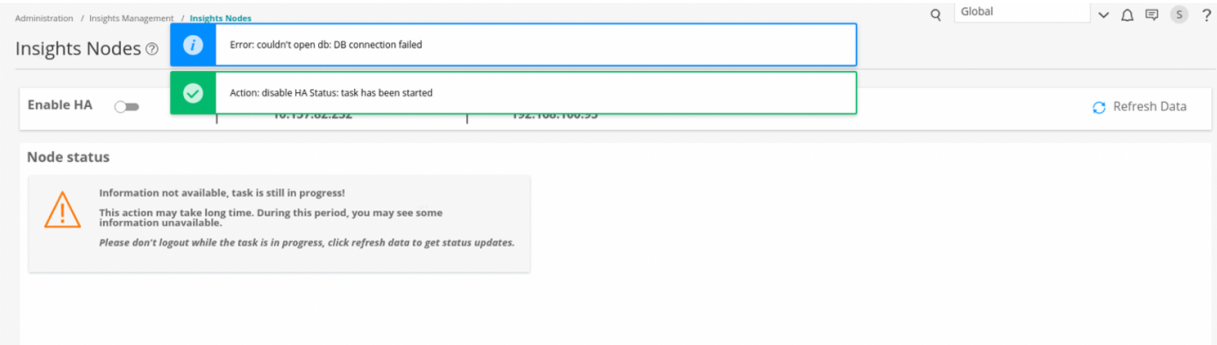 Administration / Insights Management / Insights Nodes
Global
S
?
Insights Nodes ?
Error: couldn't open db: DB connection failed
Action: disable HA Status: task has been started
Enable HA
Refresh Data
Node status
Information not available, task is still in progress!
This action may take long time. During this period, you may see some
information unavailable.
Please don't logout while the task is in progress, click refresh data to get status updates.